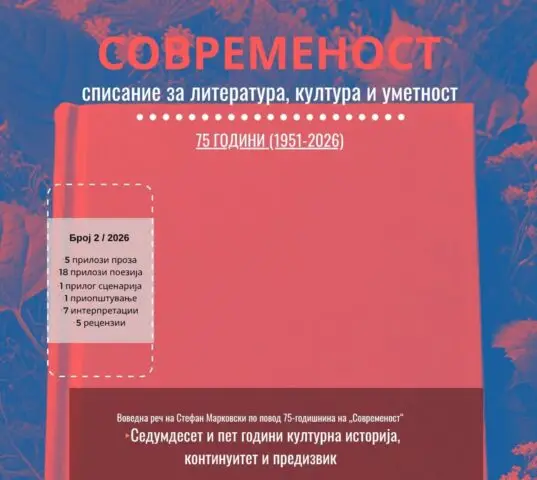 СОВРЕМЕНОСТ
списание за литература, култура и уметност
75 ГОДИНИ (1951-2026)
Број 2 / 2026
5 прилози проза
18 прилози поезија
1 прилог сценарија
1 приопштување
7 интерпретации
5 рецензии
Воведна реч на Стефан Марковски по повод 75-годишнина на „Современост“
Седумдесет и пет години културна историја,
континуитет и предизвик